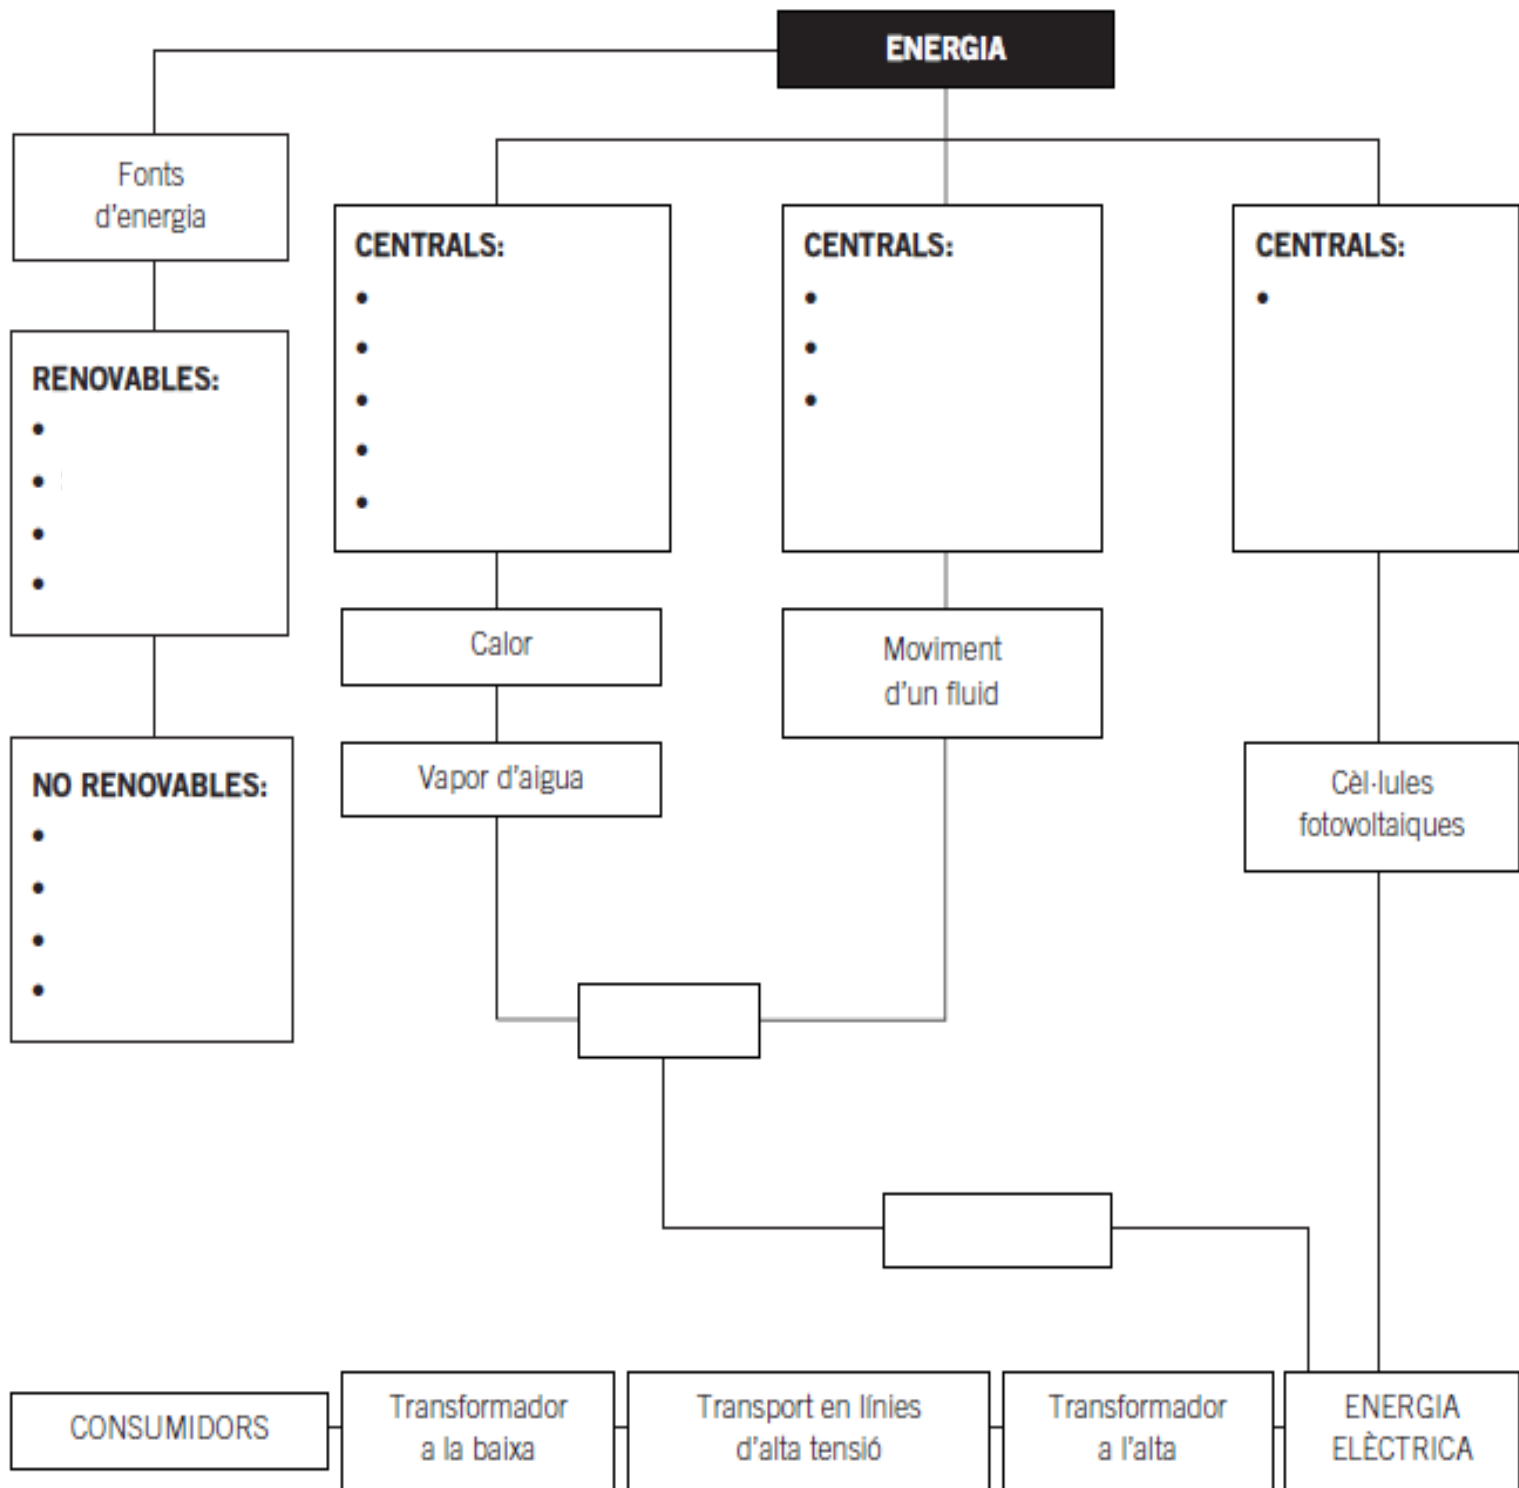 ENERGIA
Fonts
d'energia
RENOVABLES:
•
•
•
•
NO RENOVABLES:
•
•
•
•
CENTRALS:
•
•
•
•
•
Calor
Vapor d'aigua
CENTRALS:
•
•
•
Moviment
d'un fluid
CENTRALS:
•
Cèl·lules
fotovoltaiques
CONSUMIDORS
Transformador
a la baixa
Transport en línies
d'alta tensió
Transformador
a l'alta
ENERGIA
ELÈCTRICA